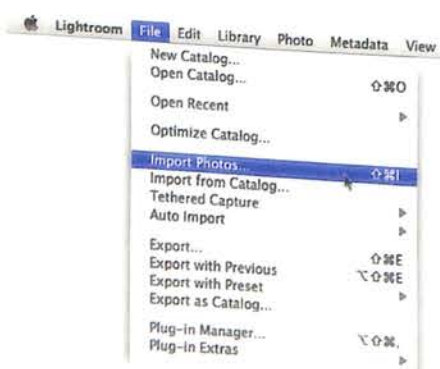 Lightroom File Edit Library Photo Metadata View
New Catalog...
Open Catalog... ⇧⌘O
Open Recent ▶
Optimize Catalog...
Import Photos... ⇧⌘I
Import from Catalog...
Tethered Capture ▶
Auto Import ▶
Export... ⇧⌘E
Export with Previous ⌥⇧⌘E
Export with Preset ▶
Export as Catalog...
Plug-in Manager... ⌥⇧⌘,
Plug-in Extras ▶